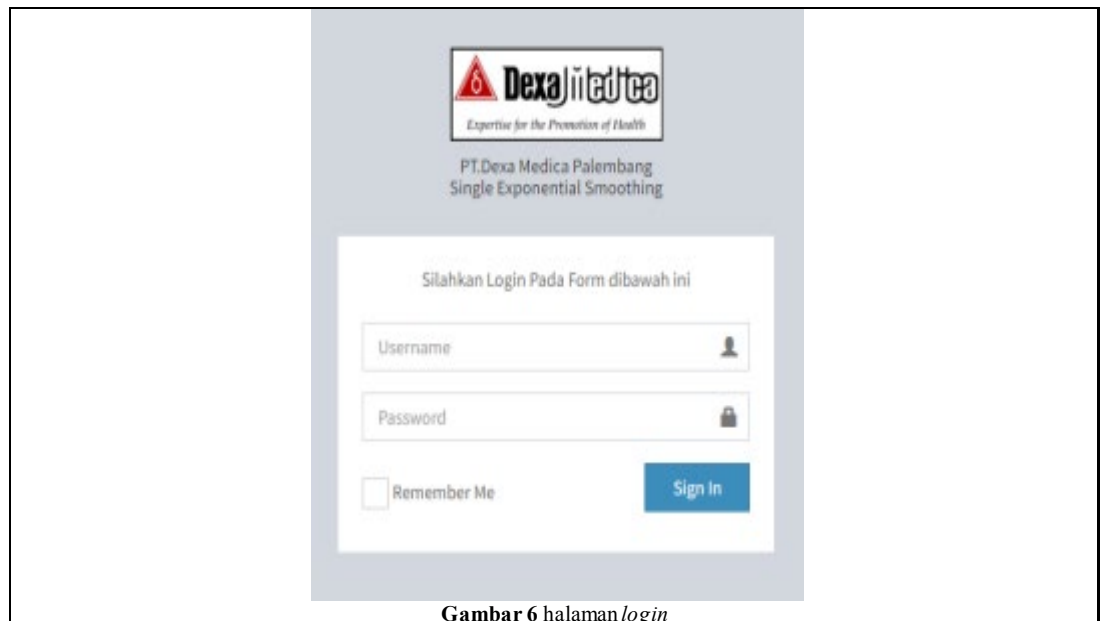 δ Dexa Medica
Expertise for the Promotion of Health
PT.Dexa Medica Palembang
Single Exponential Smoothing
Silahkan Login Pada Form dibawah ini
Username
Password
Remember Me
Sign In
Gambar 6 halaman login